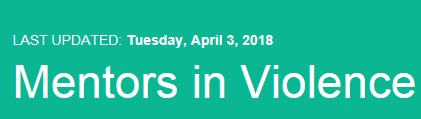 LAST UPDATED: Tuesday, April 3, 2018
Mentors in Violence